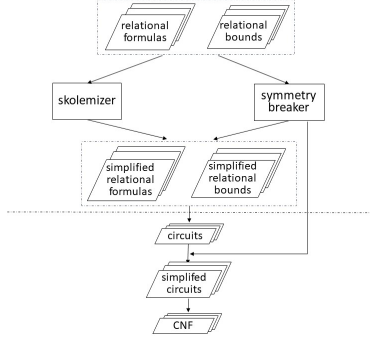 relational
formulas
relational
bounds
skolemizer
symmetry
breaker
simplified
relational
formulas
simplified
relational
bounds
circuits
simplifed
circuits
CNF